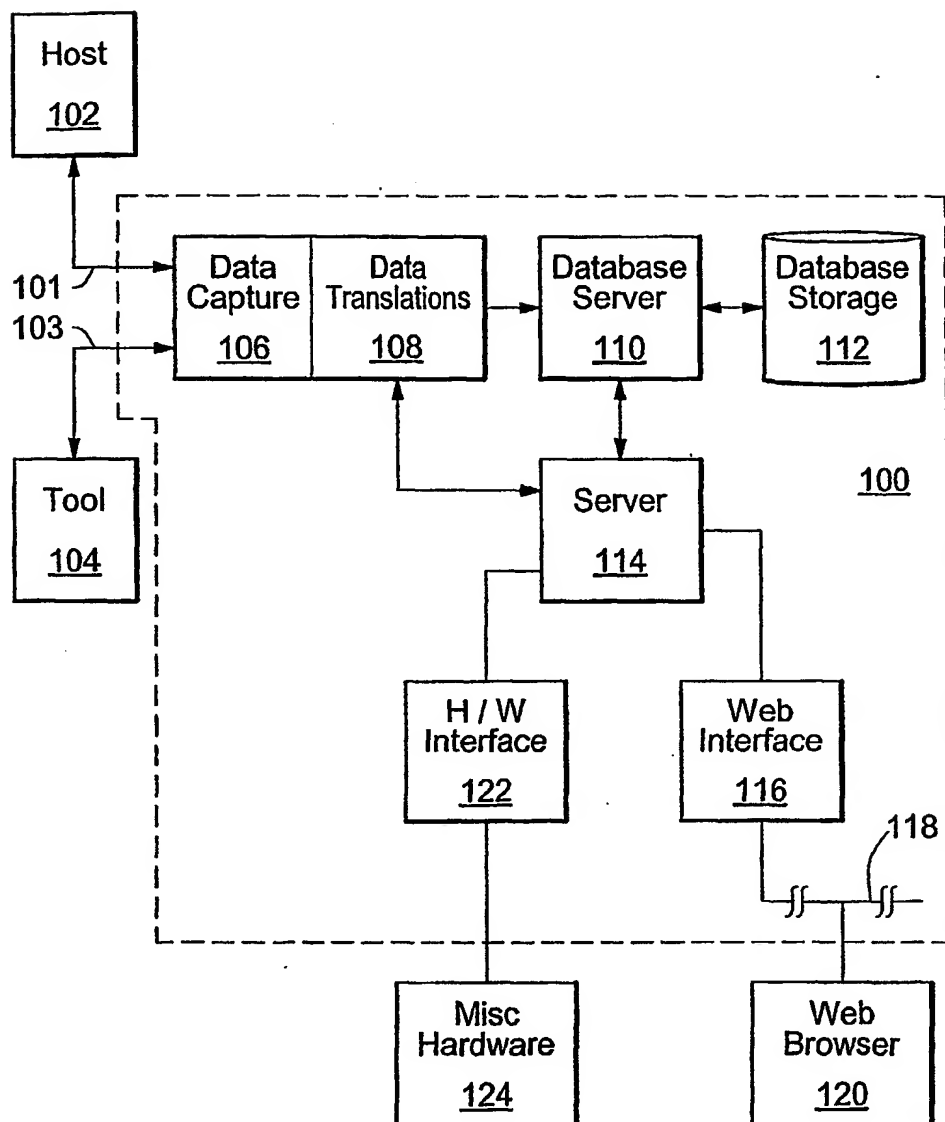 Host
102
101
103
Data
Capture
106
Data
Translations
108
Database
Server
110
Database
Storage
112
Tool
104
Server
114
100
H / W
Interface
122
Web
Interface
116
118
Misc
Hardware
124
Web
Browser
120